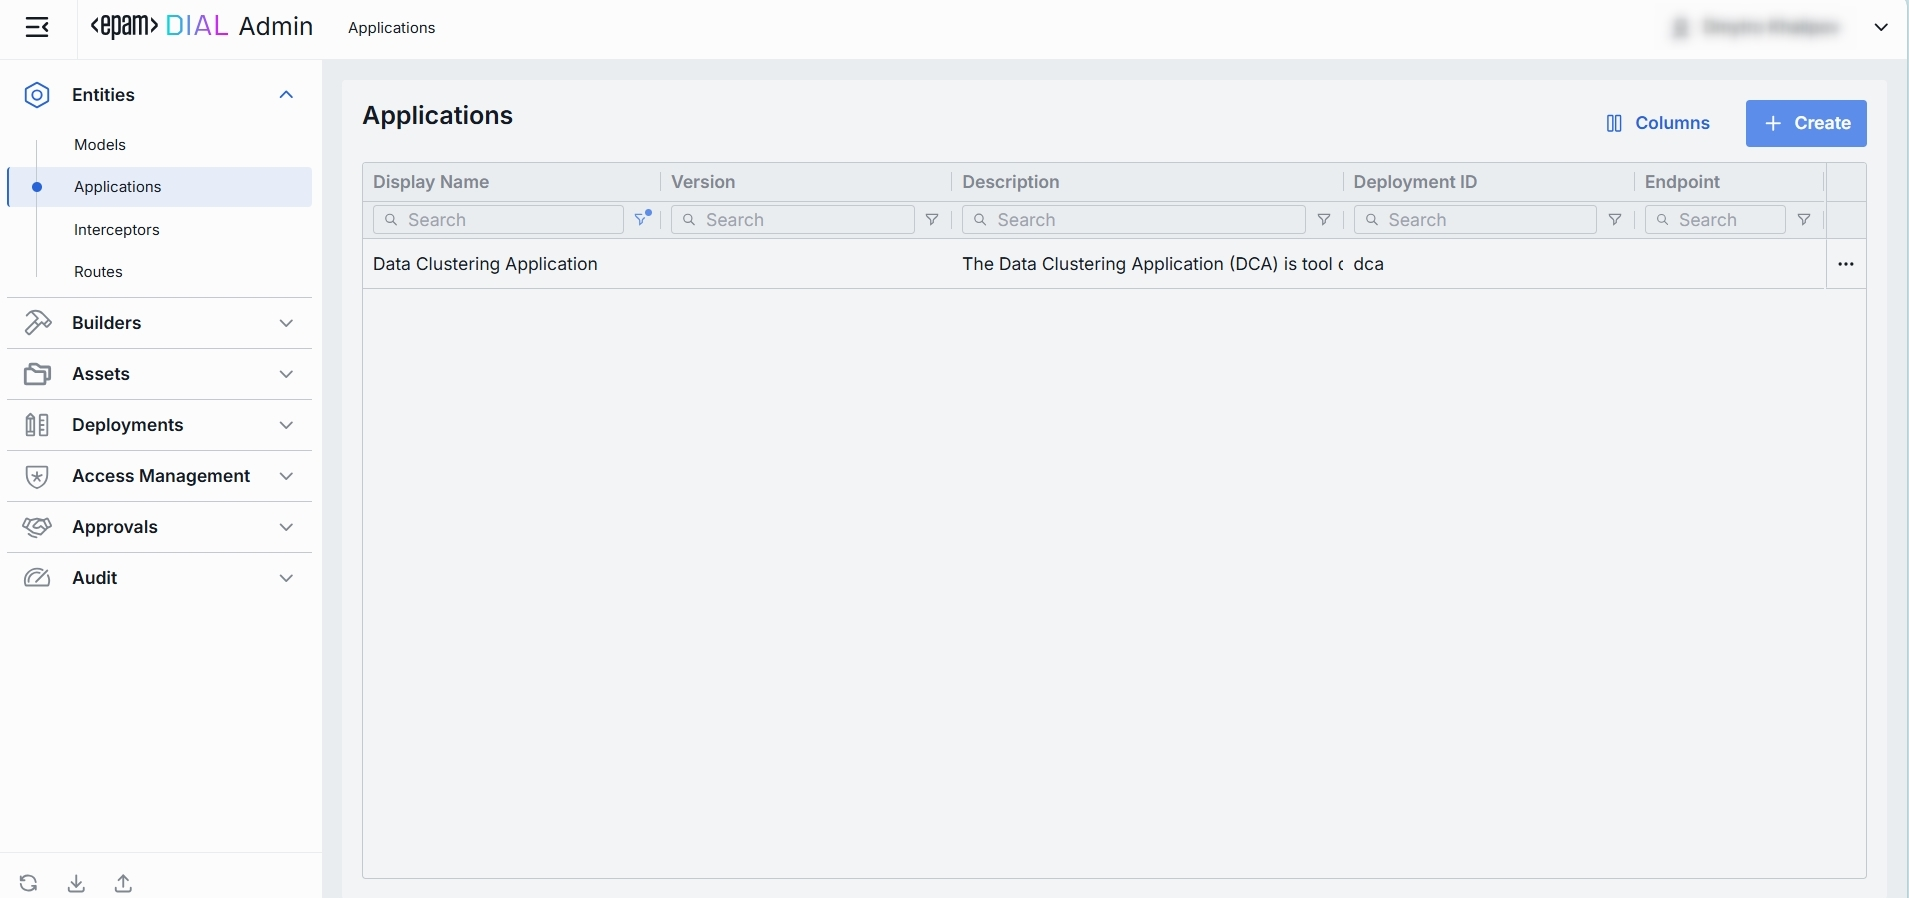 <epam> DIAL Admin
Applications
Entities
Models
Applications
Interceptors
Routes
Builders
Assets
Deployments
Access Management
Approvals
Audit
Applications
Columns
Create
Display Name Version Description Deployment ID Endpoint
Search Search Search Search Search
Data Clustering Application The Data Clustering Application (DCA) is tool dca